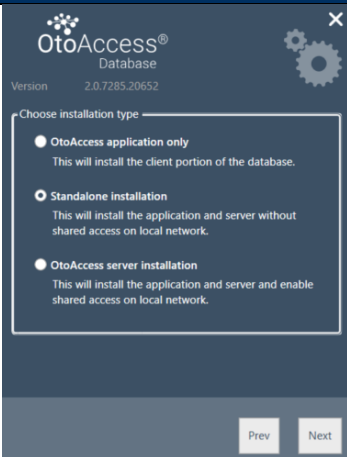 OtoAccess®
Database
Version 2.0.7285.20652
Choose installation type
OtoAccess application only
This will install the client portion of the database.
Standalone installation
This will install the application and server without
shared access on local network.
OtoAccess server installation
This will install the application and server and enable
shared access on local network.
Prev Next